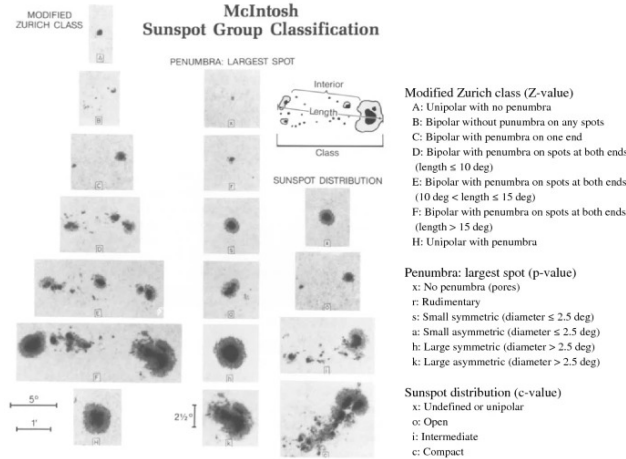 McIntosh
Sunspot Group Classification
MODIFIED
ZURICH CLASS
PENUMBRA: LARGEST SPOT
Interior
Length
Class
SUNSPOT DISTRIBUTION
5°
1'
2½°
Modified Zurich class (Z-value)
A: Unipolar with no penumbra
B: Bipolar without punumbra on any spots
C: Bipolar with penumbra on one end
D: Bipolar with penumbra on spots at both ends
(length ≤ 10 deg)
E: Bipolar with penumbra on spots at both ends
(10 deg < length ≤ 15 deg)
F: Bipolar with penumbra on spots at both ends
(length > 15 deg)
H: Unipolar with penumbra
Penumbra: largest spot (p-value)
x: No penumbra (pores)
r: Rudimentary
s: Small symmetric (diameter ≤ 2.5 deg)
a: Small asymmetric (diameter ≤ 2.5 deg)
h: Large symmetric (diameter > 2.5 deg)
k: Large asymmetric (diameter > 2.5 deg)
Sunspot distribution (c-value)
x: Undefined or unipolar
o: Open
i: Intermediate
c: Compact